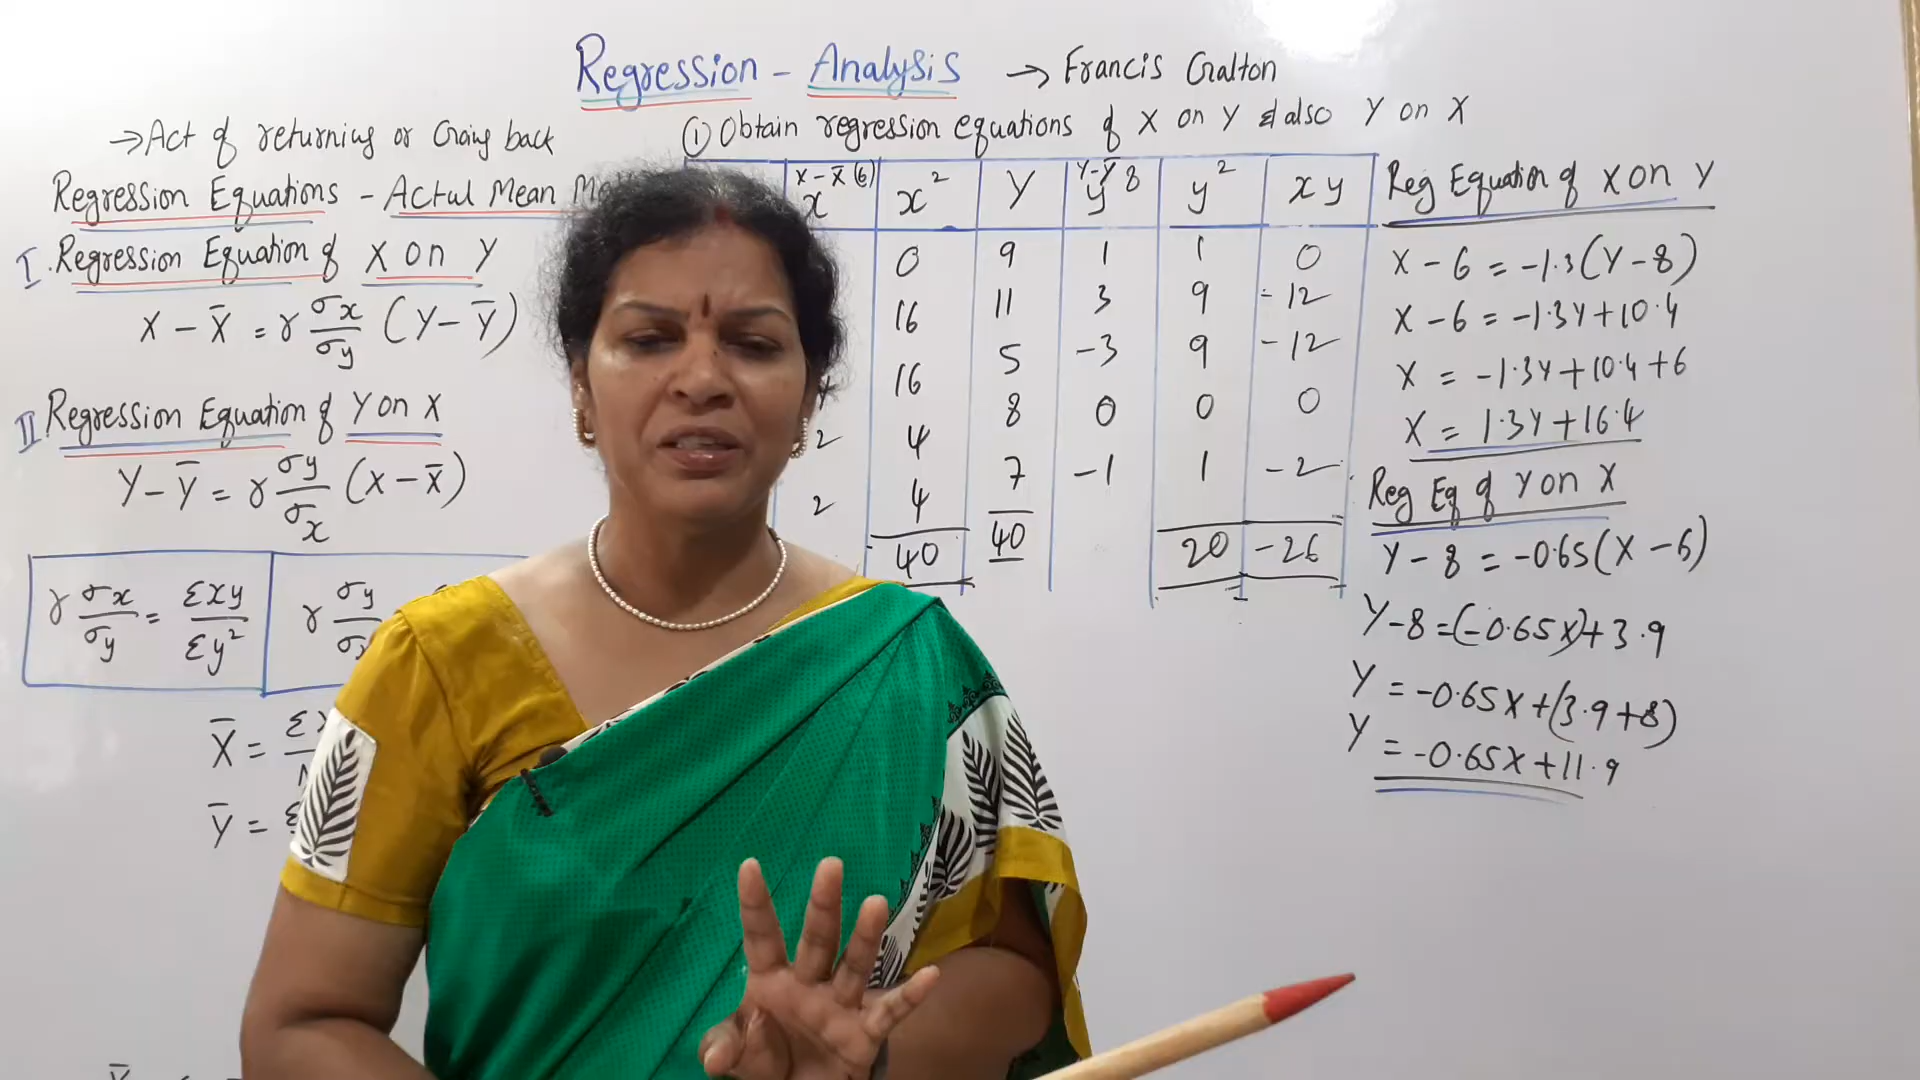 Regression - Analysis → Francis Gralton
→ Act of returning or Groing back
Regression Equations - Actul Mean
I. Regression Equation of X on Y
X - X̄ = r σx/σy (Y - Ȳ)
II Regression Equation of Y on X
Y - Ȳ = r σy/σx (X - X̄)
r σx/σy = Σxy/Σy² r σy
X̄ =
Ȳ =
① Obtain regression equations of X on Y & also Y on X
X - X̄ (6) x x² Y Y-Ȳ 8 y y² xy
0 9 1 1 0
16 11 3 9 -12
16 5 -3 9 -12
2 4 8 0 0 0
2 4 7 -1 1 -2
40 40 20 -26
Reg Equation of X on Y
X - 6 = -1.3(Y - 8)
X - 6 = -1.3Y + 10.4
X = -1.3Y + 10.4 + 6
X = 1.3Y + 16.4
Reg Eq of Y on X
Y - 8 = -0.65(X - 6)
Y - 8 = (-0.65X) + 3.9
Y = -0.65X + (3.9 + 8)
Y = -0.65X + 11.9